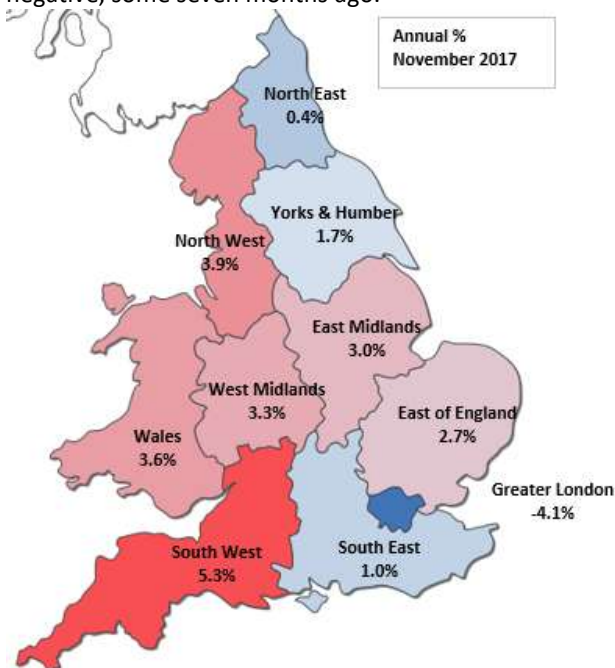 negative, some seven months ago.
Annual %
November 2017
North East
0.4%
Yorks & Humber
1.7%
North West
3.9%
East Midlands
3.0%
West Midlands
3.3%
East of England
2.7%
Wales
3.6%
Greater London
-4.1%
South West
5.3%
South East
1.0%